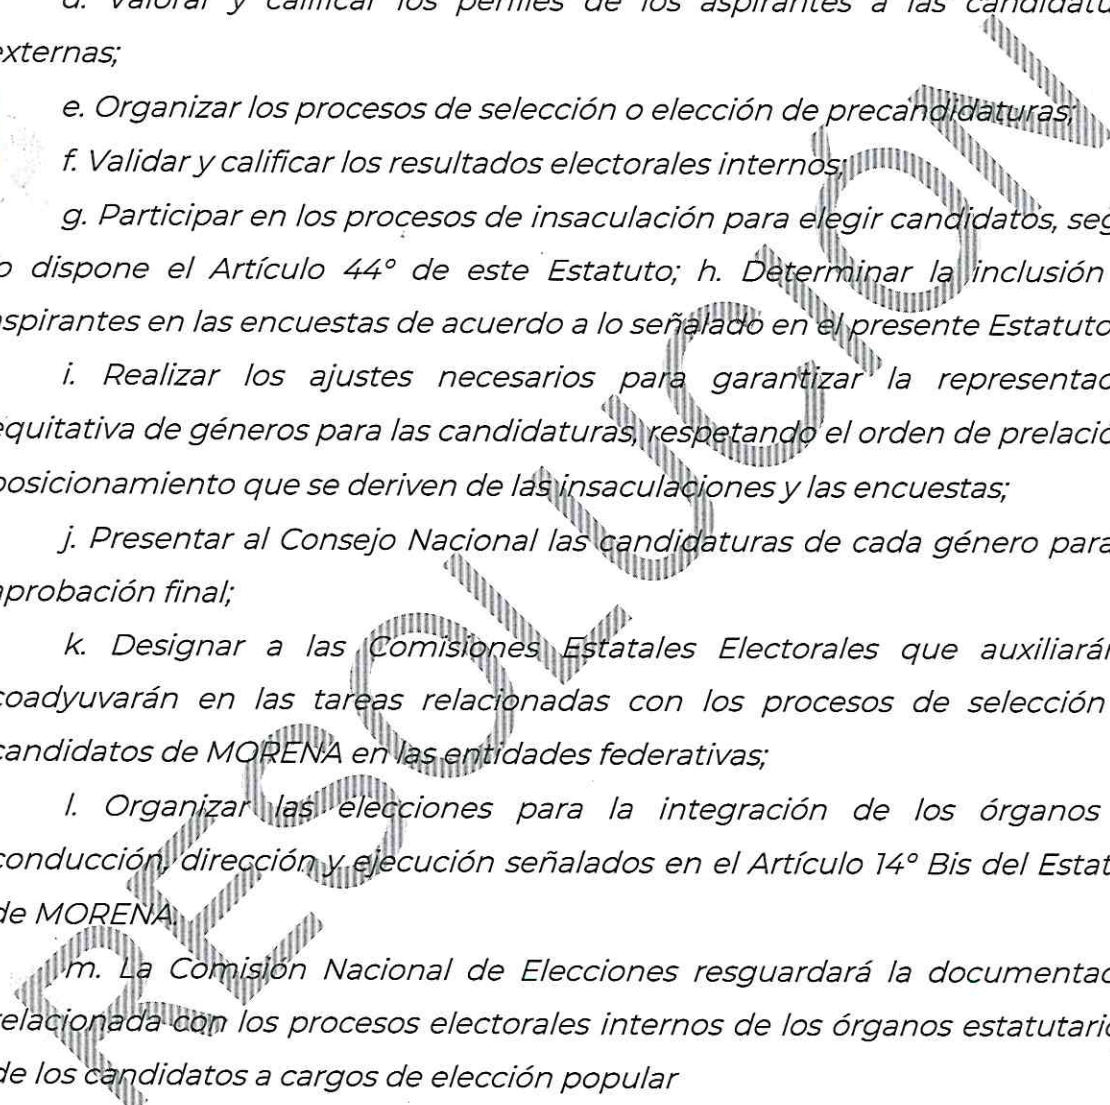 d. Valorar y calificar los perfiles de los aspirantes a las candidatu
externas;
e. Organizar los procesos de selección o elección de precandidaturas;
f. Validar y calificar los resultados electorales internos;
g. Participar en los procesos de insaculación para elegir candidatos, seg
lo dispone el Artículo 44° de este Estatuto; h. Determinar la inclusión
aspirantes en las encuestas de acuerdo a lo señalado en el presente Estatuto
i. Realizar los ajustes necesarios para garantizar la representac
equitativa de géneros para las candidaturas, respetando el orden de prelació
posicionamiento que se deriven de las insaculaciones y las encuestas;
j. Presentar al Consejo Nacional las candidaturas de cada género para
aprobación final;
k. Designar a las Comisiones Estatales Electorales que auxiliarán
coadyuvarán en las tareas relacionadas con los procesos de selección
candidatos de MORENA en las entidades federativas;
l. Organizar las elecciones para la integración de los órganos
conducción, dirección y ejecución señalados en el Artículo 14° Bis del Estat
de MORENA.
m. La Comisión Nacional de Elecciones resguardará la documentac
relacionada con los procesos electorales internos de los órganos estatutario
de los candidatos a cargos de elección popular
RESOLUCIÓN